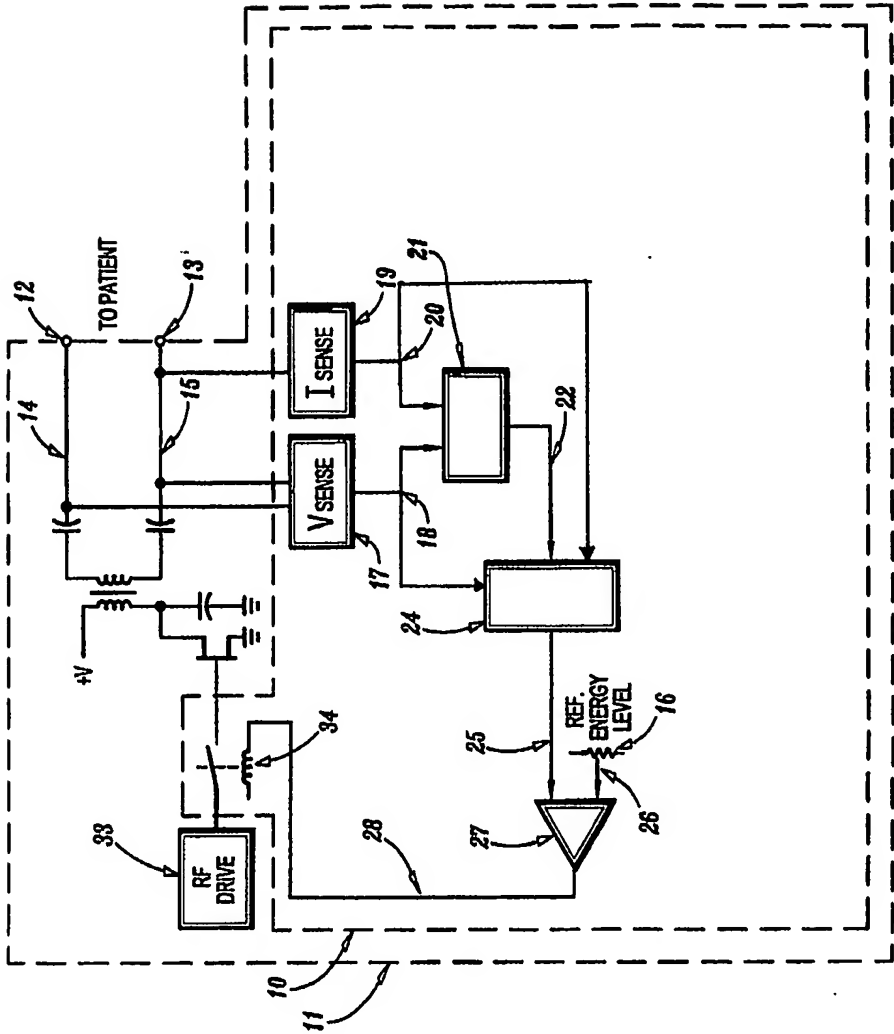 12
TO PATIENT
13
14
15
+V
I SENSE
19
V SENSE
17
20
18
21
22
24
25
REF.
ENERGY
LEVEL
16
26
27
28
34
33
RF
DRIVE
10
11